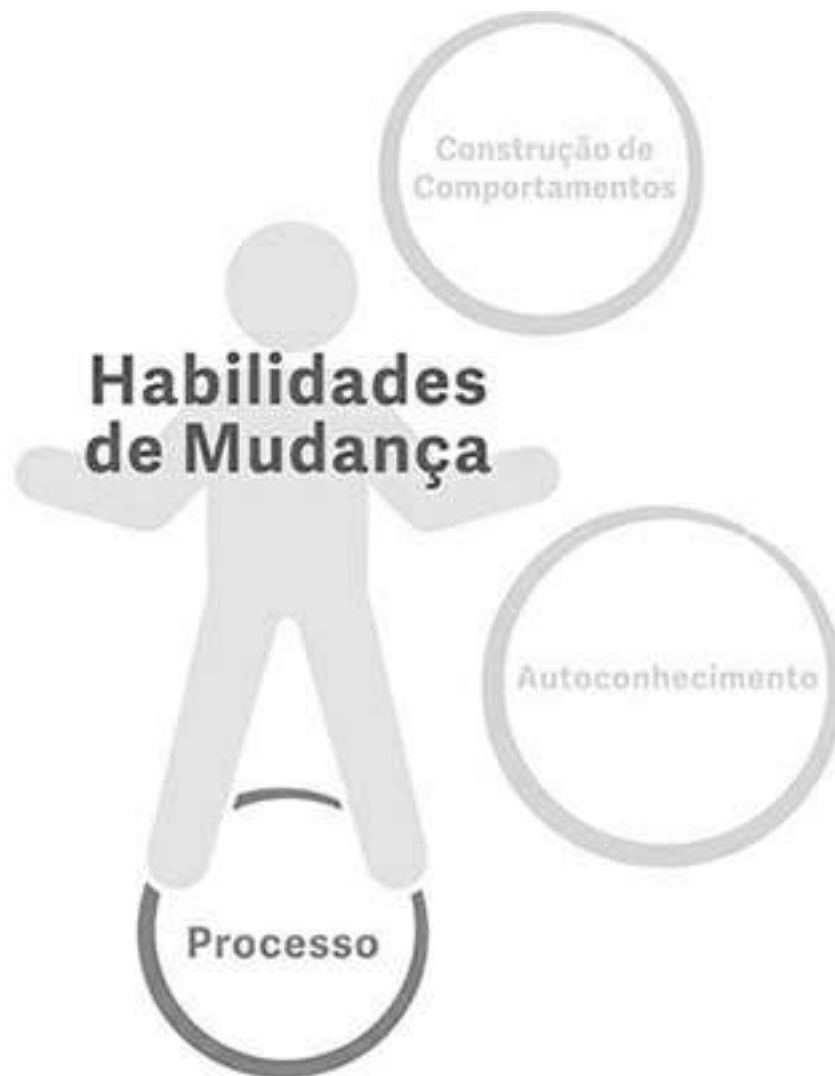 Construção de
Comportamentos
Habilidades
de Mudança
Autoconhecimento
Processo